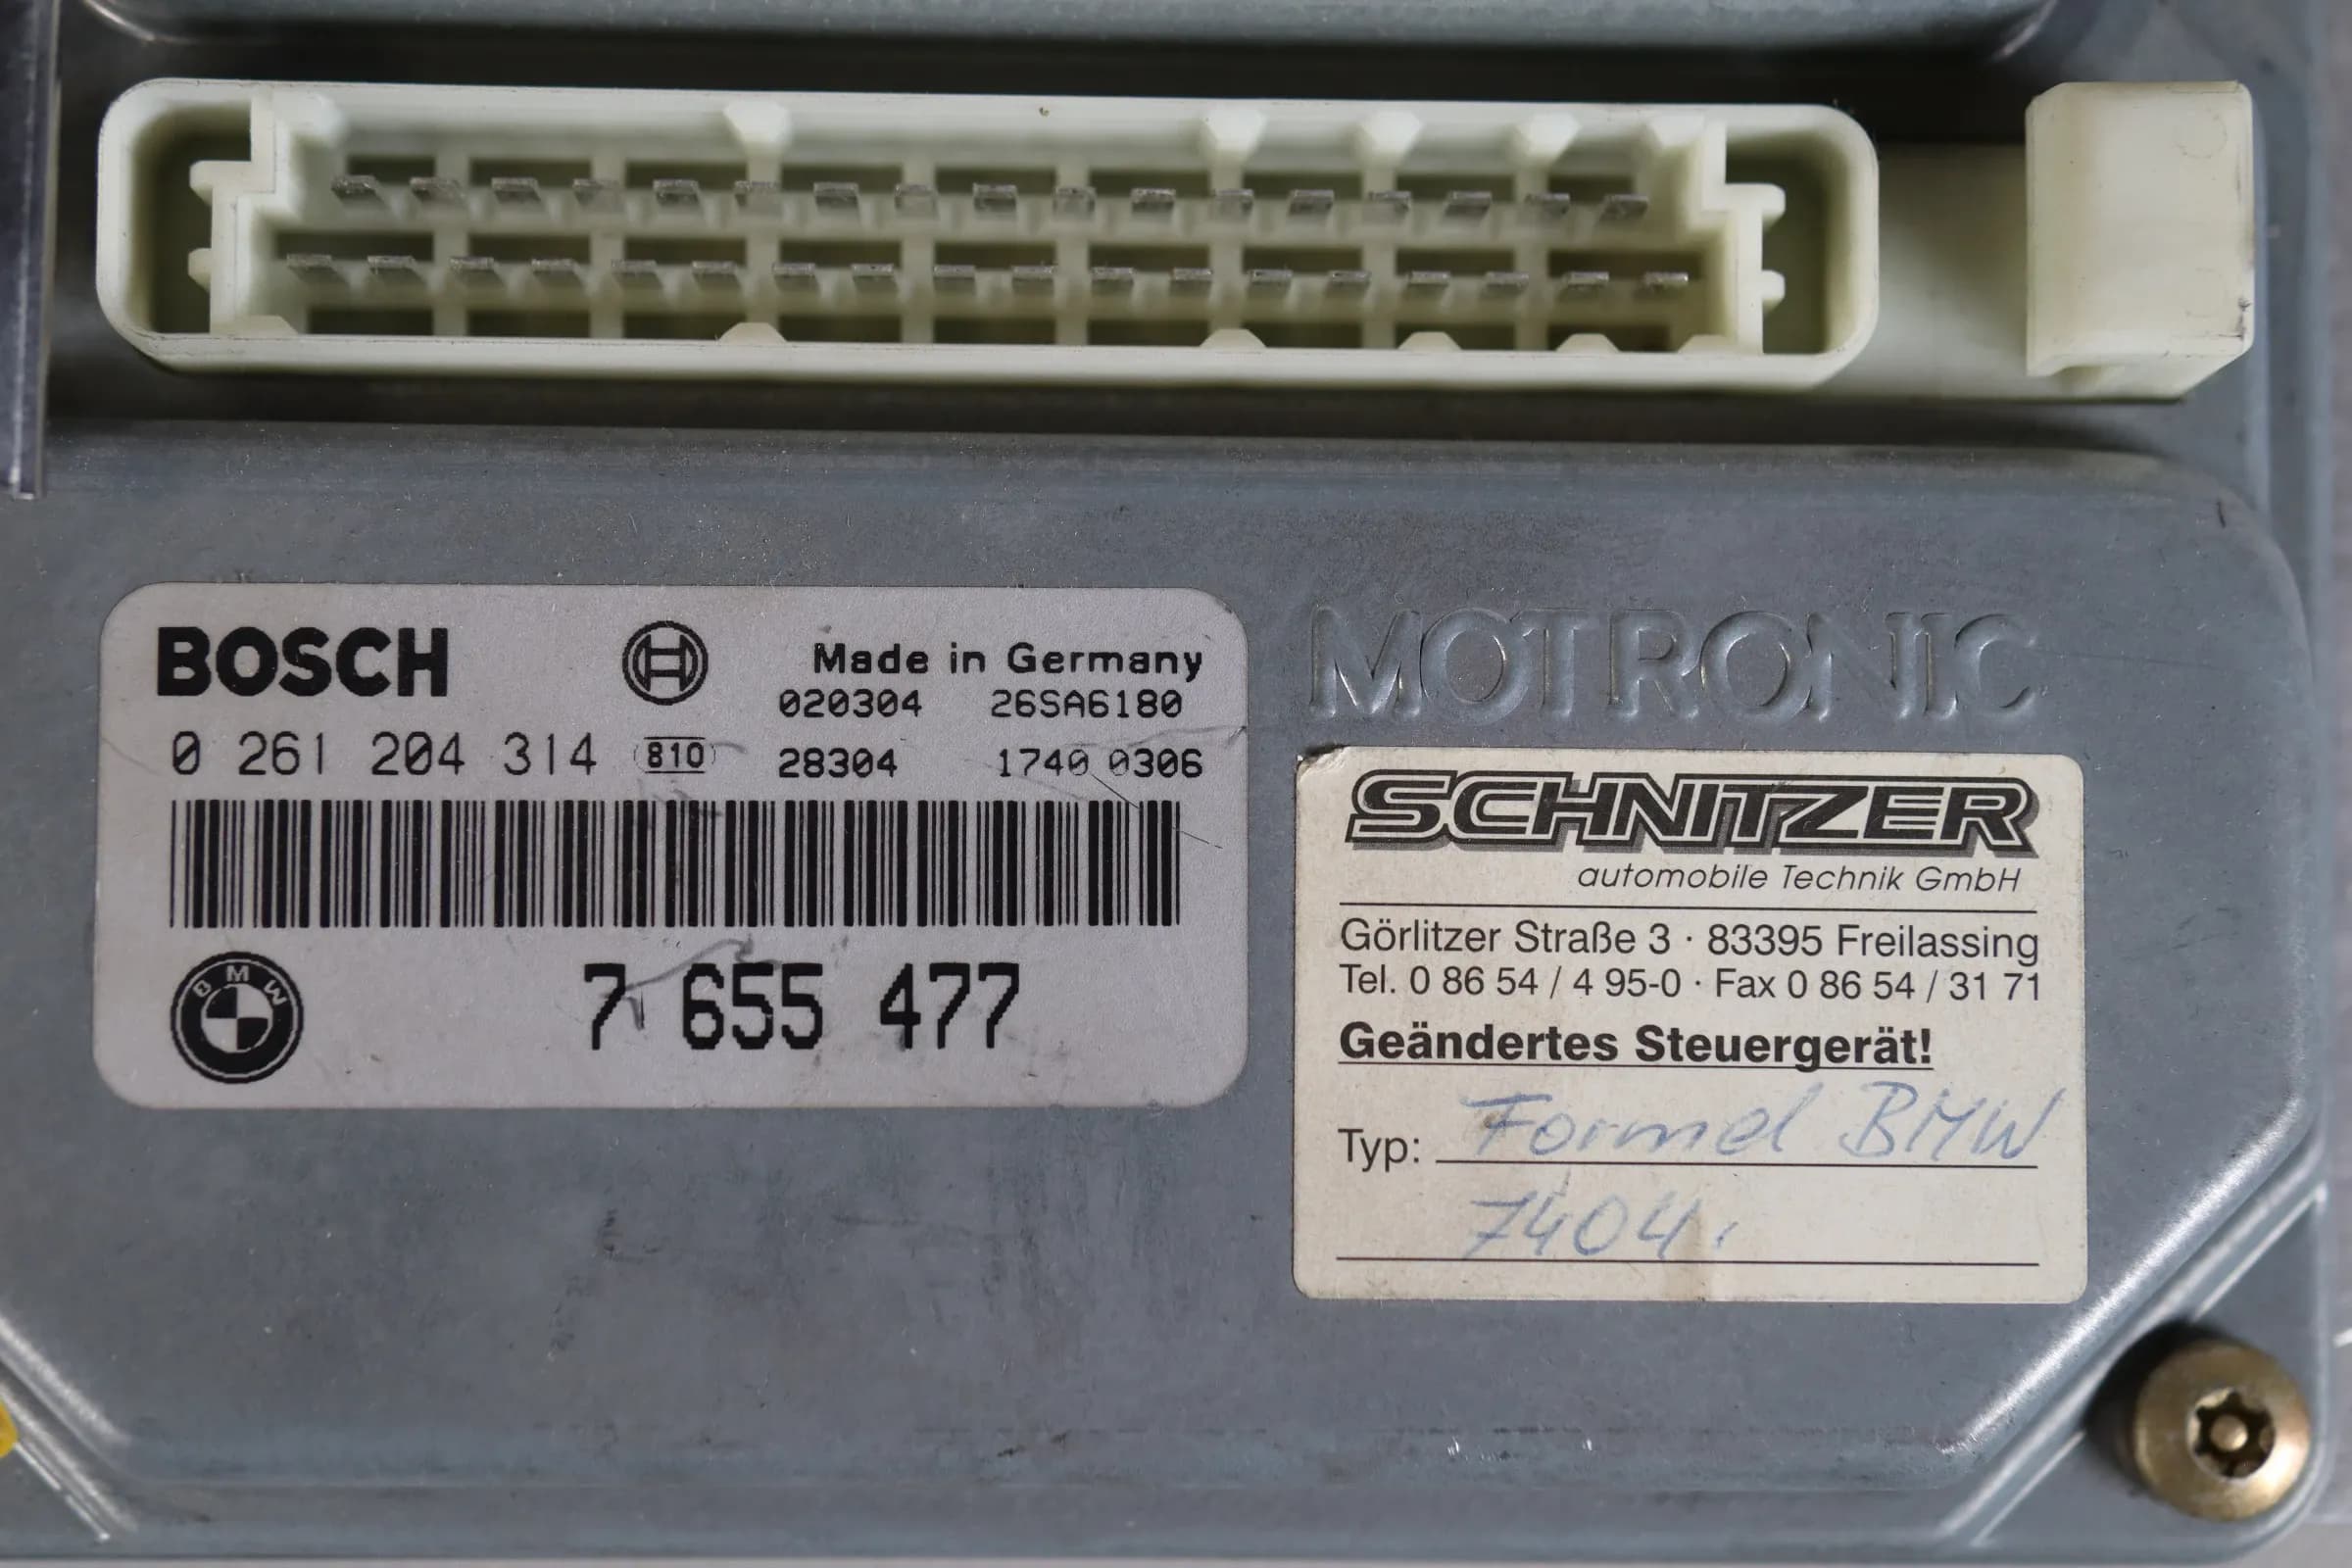 BOSCH
Made in Germany
020304 26SA6180
0 261 204 314 810 28304 1740 0306
BMW
7 655 477
MOTRONIC
SCHNITZER
automobile Technik GmbH
Görlitzer Straße 3 · 83395 Freilassing
Tel. 0 86 54 / 4 95-0 · Fax 0 86 54 / 31 71
Geändertes Steuergerät!
Typ: Formel BMW
7404.